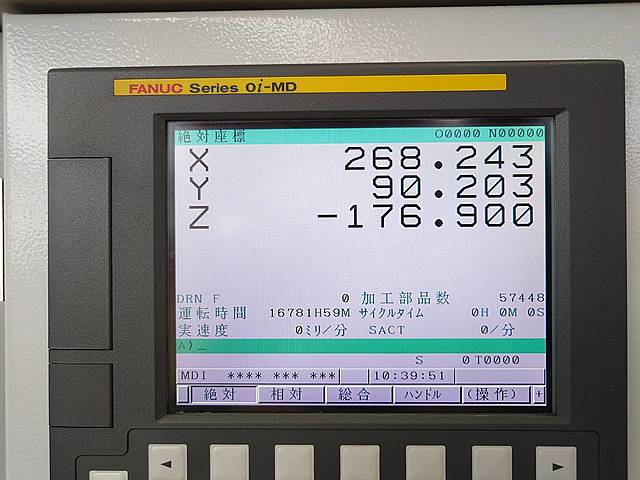 FANUC Series 0i-MD
絶対座標 O0000 N00000
X 268.243
Y 90.203
Z -176.900
DRN F 0 加工部品数 57448
運転時間 16781H59M サイクルタイム 0H 0M 0S
実速度 0ミリ/分 SACT 0/分
A)_
S 0 T0000
MDI **** *** *** 10:39:51
絶対 相対 総合 ハンドル (操作) +